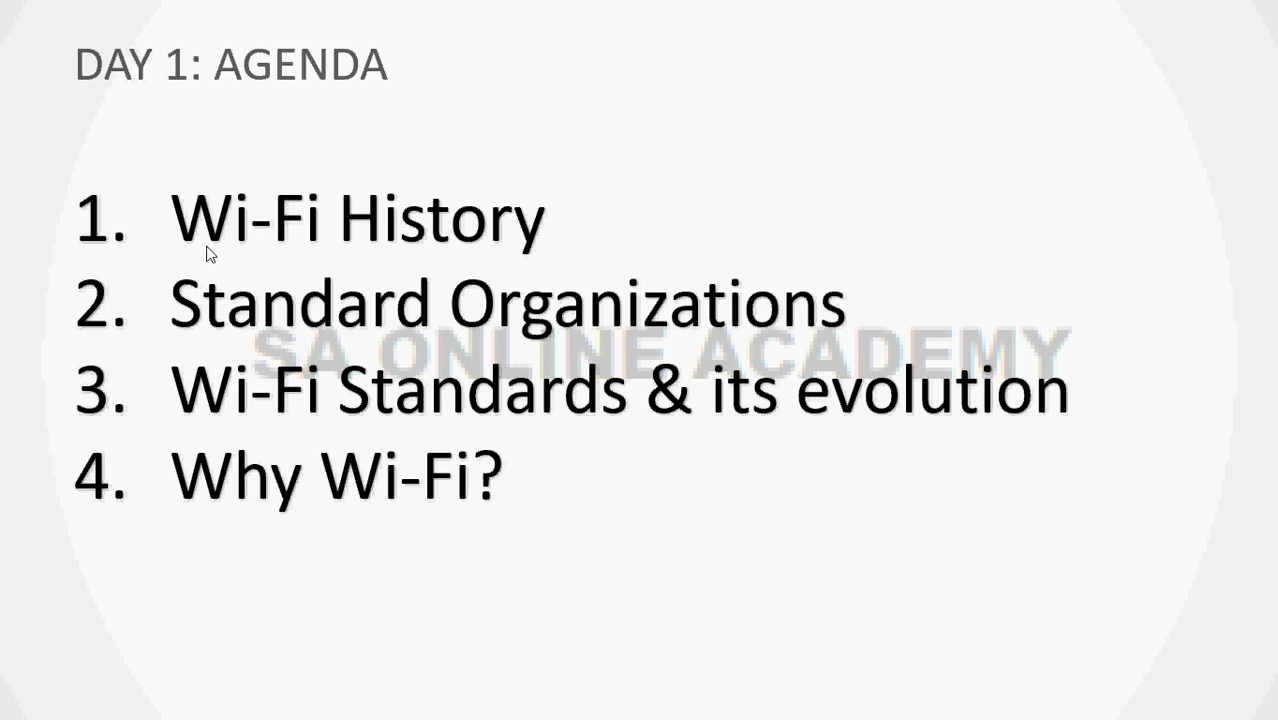 DAY 1: AGENDA
1. Wi-Fi History
2. Standard Organizations
SA ONLINE ACADEMY
3. Wi-Fi Standards & its evolution
4. Why Wi-Fi?